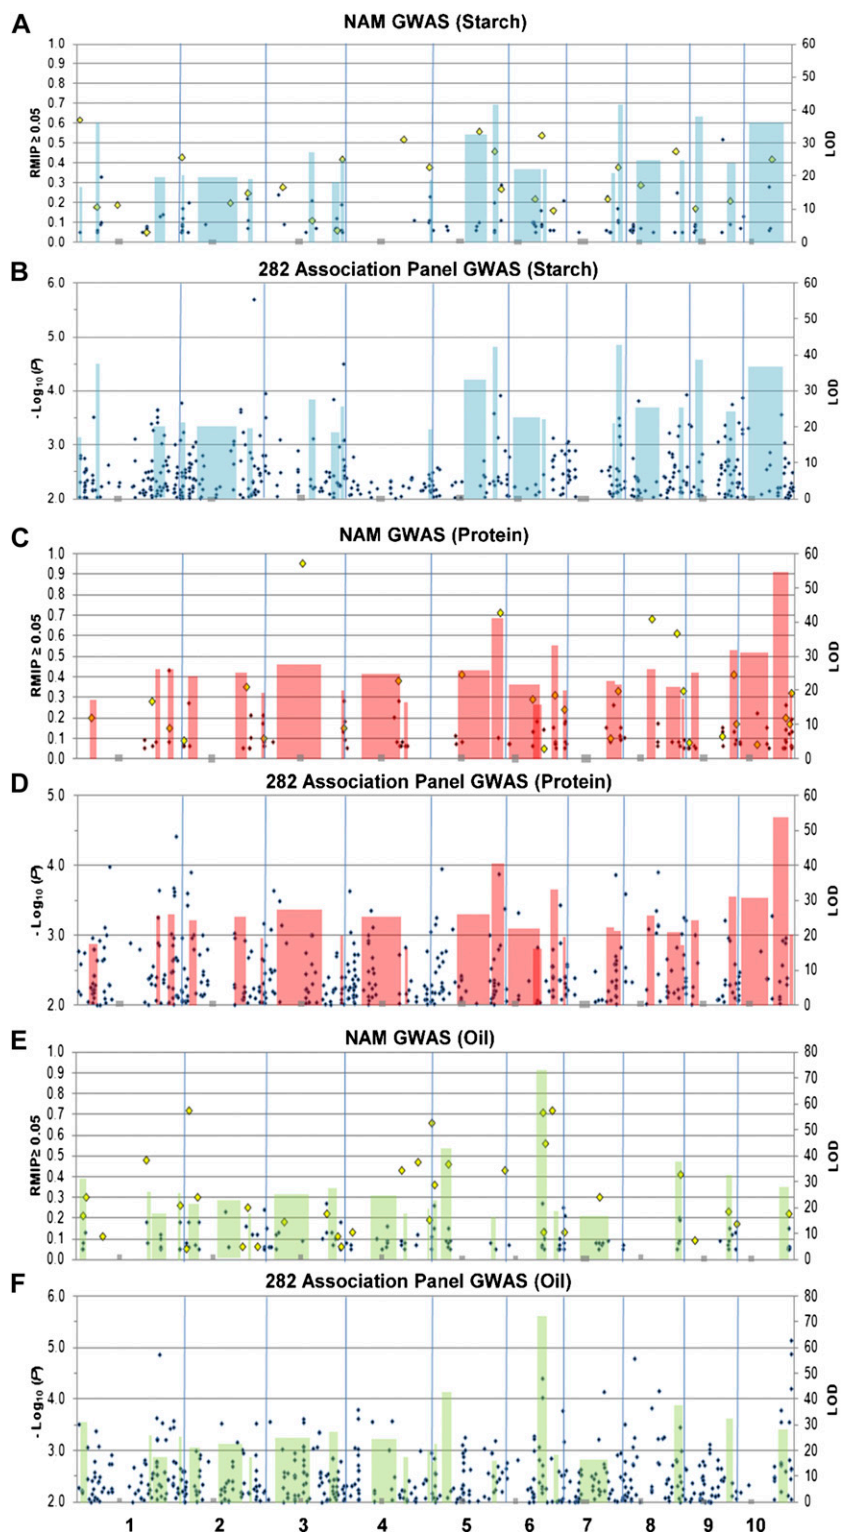 A NAM GWAS (Starch)
1.0 0.9 0.8 0.7 0.6 0.5 0.4 0.3 0.2 0.1 0.0
RMIP ≥ 0.05
60 50 40 30 20 10 0
LOD
B 282 Association Panel GWAS (Starch)
6.0 5.0 4.0 3.0 2.0
- Log10 (P)
60 50 40 30 20 10 0
LOD
C NAM GWAS (Protein)
1.0 0.9 0.8 0.7 0.6 0.5 0.4 0.3 0.2 0.1 0.0
RMIP ≥ 0.05
60 50 40 30 20 10 0
LOD
D 282 Association Panel GWAS (Protein)
5.0 4.0 3.0 2.0
- Log10 (P)
60 50 40 30 20 10 0
LOD
E NAM GWAS (Oil)
1.0 0.9 0.8 0.7 0.6 0.5 0.4 0.3 0.2 0.1 0.0
RMIP≥ 0.05
80 70 60 50 40 30 20 10 0
LOD
F 282 Association Panel GWAS (Oil)
6.0 5.0 4.0 3.0 2.0
- Log10 (P)
80 70 60 50 40 30 20 10 0
LOD
1 2 3 4 5 6 7 8 9 10